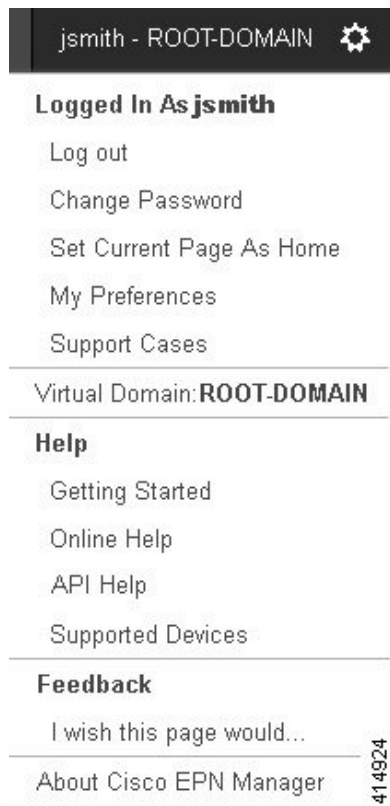 jsmith - ROOT-DOMAIN
Logged In As jsmith
Log out
Change Password
Set Current Page As Home
My Preferences
Support Cases
Virtual Domain: ROOT-DOMAIN
Help
Getting Started
Online Help
API Help
Supported Devices
Feedback
I wish this page would...
About Cisco EPN Manager
414924